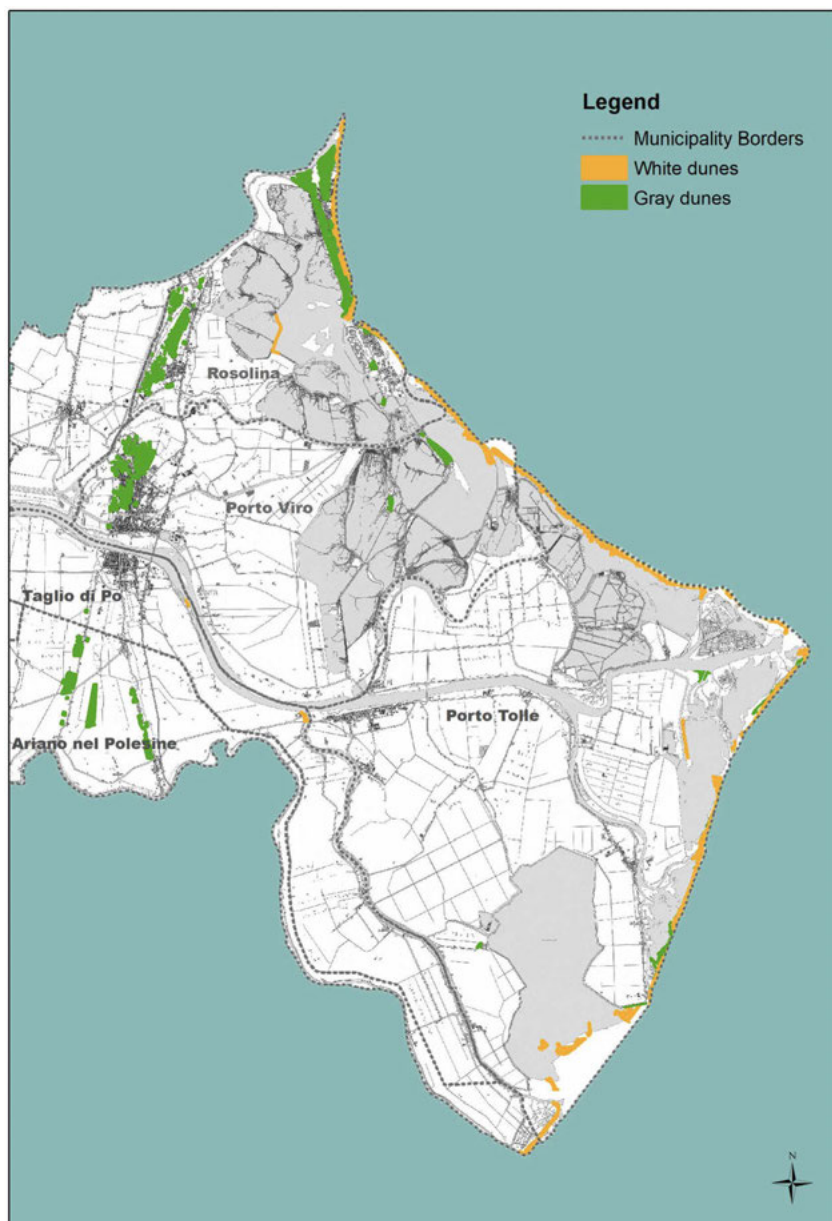 Legend
Municipality Borders
White dunes
Gray dunes
Rosolina
Porto Viro
Taglio di Po
Porto Tolle
Ariano nel Polesine
N